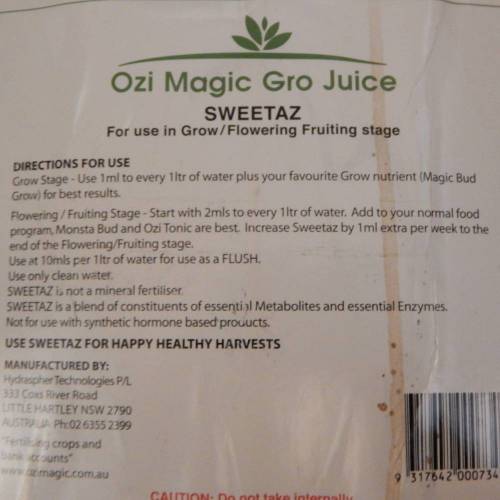 Ozi Magic Gro Juice
SWEETAZ
For use in Grow/Flowering Fruiting stage
DIRECTIONS FOR USE
Grow Stage - Use 1ml to every 1ltr of water plus your favourite Grow nutrient (Magic Bud
Grow) for best results.
Flowering / Fruiting Stage - Start with 2mls to every 1ltr of water. Add to your normal food
program, Monsta Bud and Ozi Tonic are best. Increase Sweetaz by 1ml extra per week to the
end of the Flowering/Fruiting stage.
Use at 10mls per 1ltr of water for use as a FLUSH.
Use only clean water.
SWEETAZ is not a mineral fertiliser.
SWEETAZ is a blend of constituents of essential Metabolites and essential Enzymes.
Not for use with synthetic hormone based products.
USE SWEETAZ FOR HAPPY HEALTHY HARVESTS
MANUFACTURED BY:
Hydraspher Technologies P/L
333 Coxs River Road
LITTLE HARTLEY NSW 2790
AUSTRALIA Ph:02 6355 2399
"Fertilising crops and
bank accounts"
www.ozimagic.com.au
9 317642 000734
CAUTION: Do not take internally